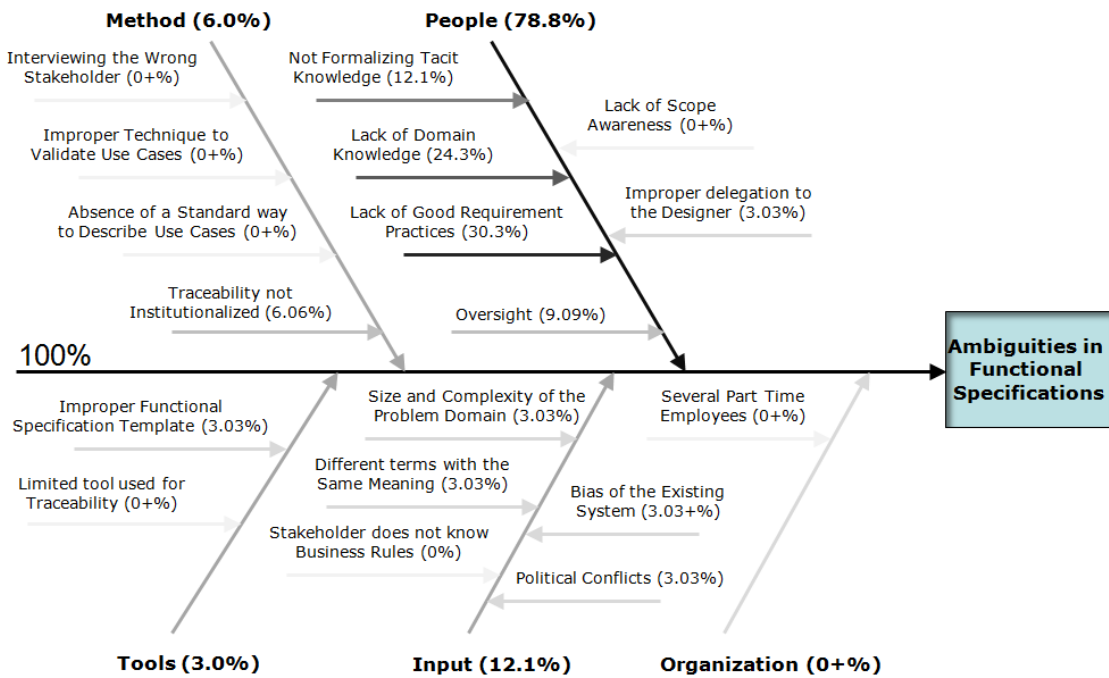 Method (6.0%)
People (78.8%)
Interviewing the Wrong
Stakeholder (0+%)
Improper Technique to
Validate Use Cases (0+%)
Absence of a Standard way
to Describe Use Cases (0+%)
Traceability not
Institutionalized (6.06%)
Not Formalizing Tacit
Knowledge (12.1%)
Lack of Domain
Knowledge (24.3%)
Lack of Good Requirement
Practices (30.3%)
Oversight (9.09%)
Lack of Scope
Awareness (0+%)
Improper delegation to
the Designer (3.03%)
100%
Ambiguities in
Functional
Specifications
Improper Functional
Specification Template (3.03%)
Limited tool used for
Traceability (0+%)
Size and Complexity of the
Problem Domain (3.03%)
Different terms with the
Same Meaning (3.03%)
Stakeholder does not know
Business Rules (0%)
Bias of the Existing
System (3.03+%)
Political Conflicts (3.03%)
Several Part Time
Employees (0+%)
Tools (3.0%)
Input (12.1%)
Organization (0+%)